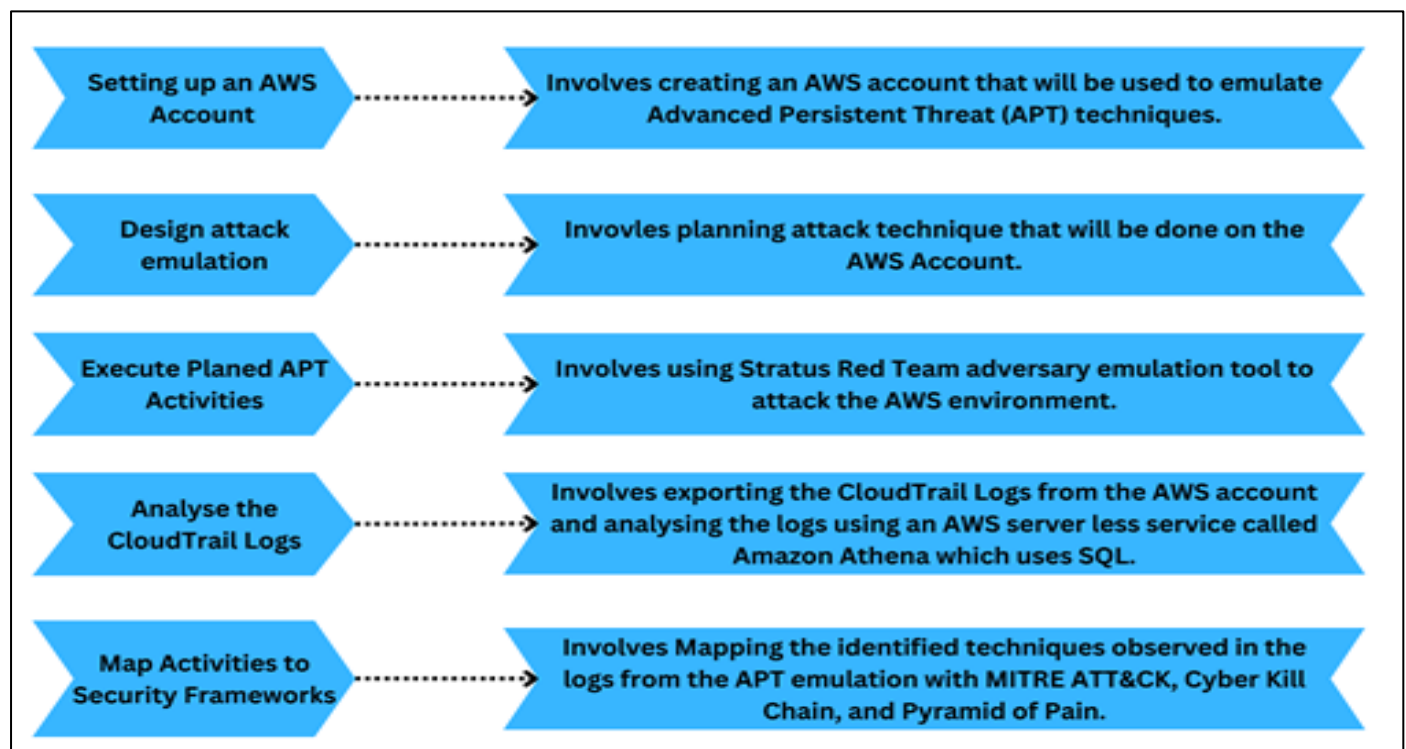 Setting up an AWS
Account
Involves creating an AWS account that will be used to emulate
Advanced Persistent Threat (APT) techniques.
Design attack
emulation
Invovles planning attack technique that will be done on the
AWS Account.
Execute Planed APT
Activities
Involves using Stratus Red Team adversary emulation tool to
attack the AWS environment.
Analyse the
CloudTrail Logs
Involves exporting the CloudTrail Logs from the AWS account
and analysing the logs using an AWS server less service called
Amazon Athena which uses SQL.
Map Activities to
Security Frameworks
Involves Mapping the identified techniques observed in the
logs from the APT emulation with MITRE ATT&CK, Cyber Kill
Chain, and Pyramid of Pain.